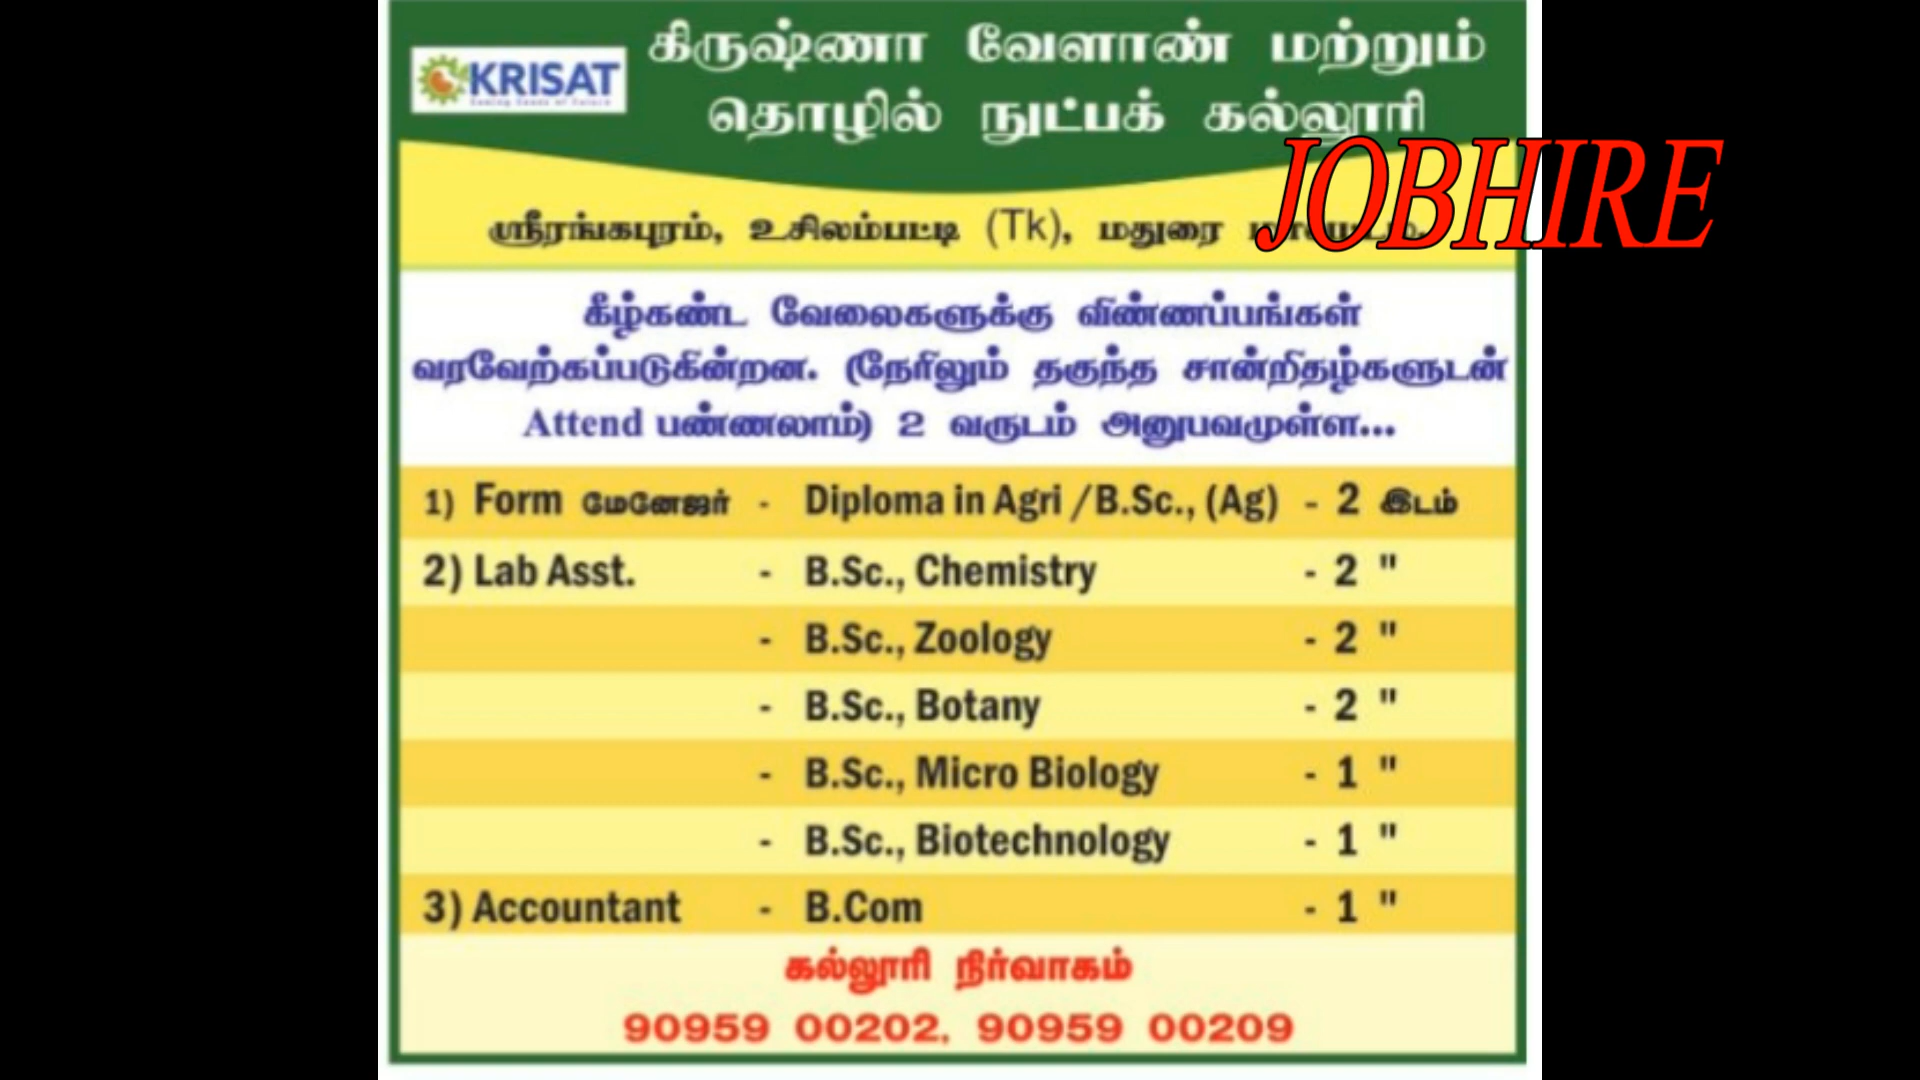 KRISAT
கிருஷ்ணா வேளாண் மற்றும்
தொழில் நுட்பக் கல்லூரி
JOBHIRE
ஸ்ரீரங்கபுரம், உசிலம்பட்டி (Tk), மதுரை
கீழ்கண்ட வேலைகளுக்கு விண்ணப்பங்கள்
வரவேற்கப்படுகின்றன. (நேரிலும் தகுந்த சான்றிதழ்களுடன்
Attend பண்ணலாம்) 2 வருடம் அனுபவமுள்ள...
1) Form மேனேஜர் - Diploma in Agri /B.Sc., (Ag) - 2 இடம்
2) Lab Asst. - B.Sc., Chemistry - 2 "
- B.Sc., Zoology - 2 "
- B.Sc., Botany - 2 "
- B.Sc., Micro Biology - 1 "
- B.Sc., Biotechnology - 1 "
3) Accountant - B.Com - 1 "
கல்லூரி நிர்வாகம்
90959 00202, 90959 00209